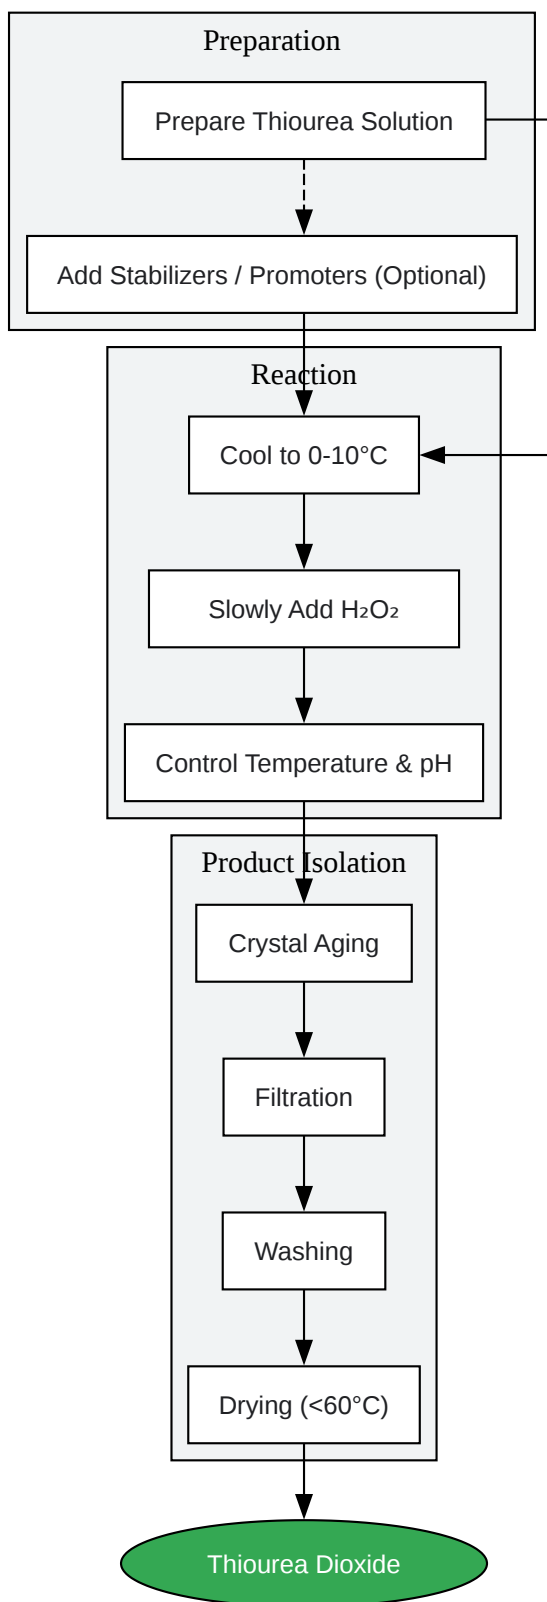 Preparation
Prepare Thiourea Solution
Add Stabilizers / Promoters (Optional)
Reaction
Cool to 0-10°C
Slowly Add H₂O₂
Control Temperature & pH
Product Isolation
Crystal Aging
Filtration
Washing
Drying (<60°C)
Thiourea Dioxide